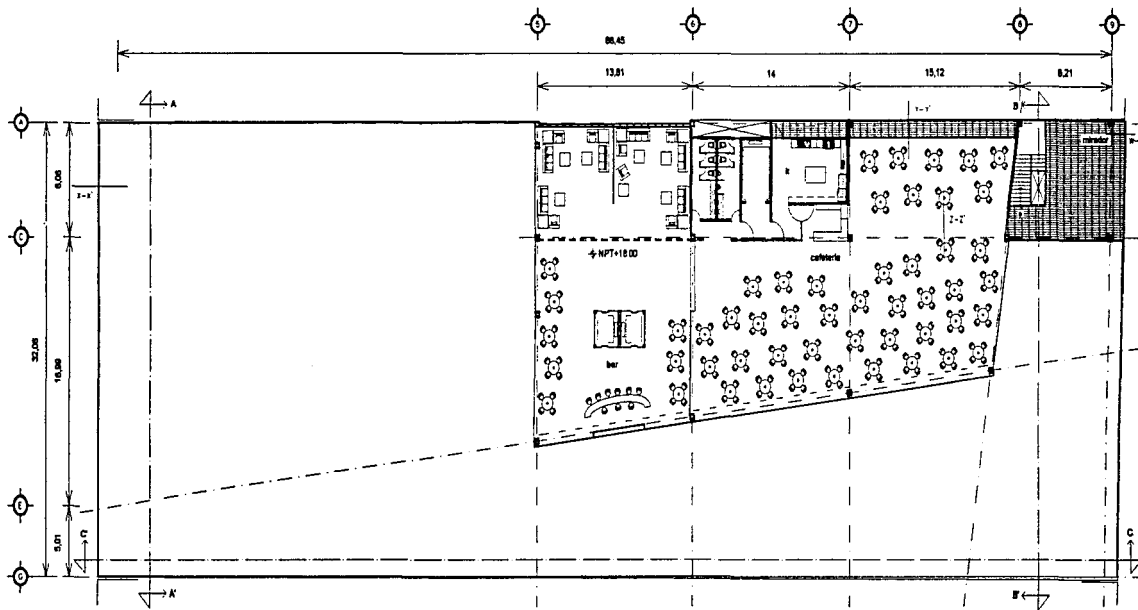 5 6 7 8 9
88,45
13,81 14 15,12 8,21
A
B
Y-Y'
A
mirador
6,06
X-X'
k
Z-Z'
C
NPT+18.00
cafeteria
32,08
16,99
bar
E
5,01
C
G
A'
B'